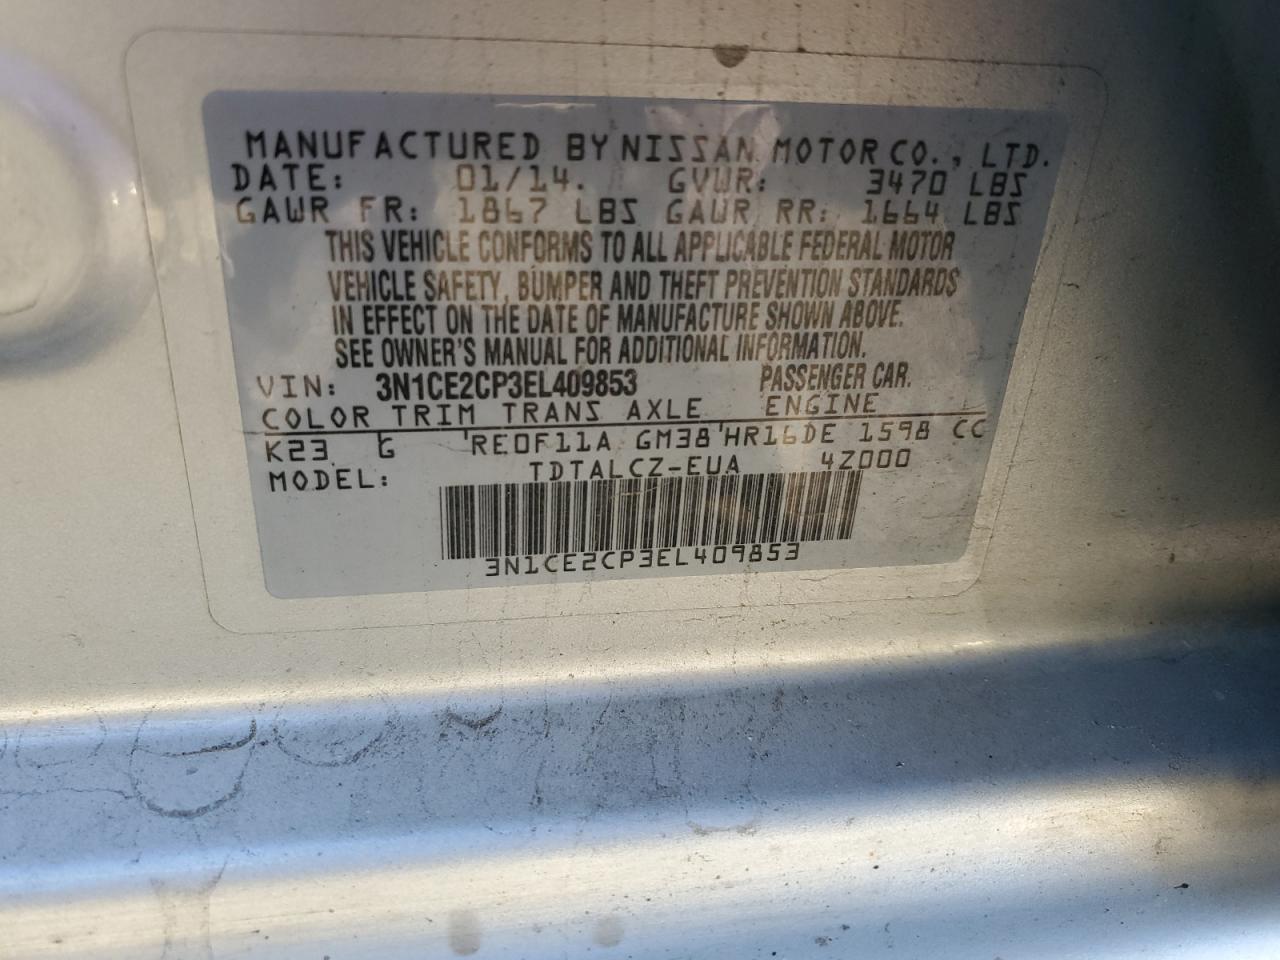 MANUFACTURED BY NISSAN MOTOR CO., LTD.
DATE: 01/14. GVWR: 3470 LBS
GAWR FR: 1867 LBS GAWR RR: 1664 LBS
THIS VEHICLE CONFORMS TO ALL APPLICABLE FEDERAL MOTOR
VEHICLE SAFETY, BUMPER AND THEFT PREVENTION STANDARDS
IN EFFECT ON THE DATE OF MANUFACTURE SHOWN ABOVE.
SEE OWNER'S MANUAL FOR ADDITIONAL INFORMATION.
VIN: 3N1CE2CP3EL409853 PASSENGER CAR.
COLOR TRIM TRANS AXLE ENGINE
K23 G RE0F11A GM38 HR16DE 1598 CC
MODEL: TDTALCZ-EUA 4Z000
3N1CE2CP3EL409853